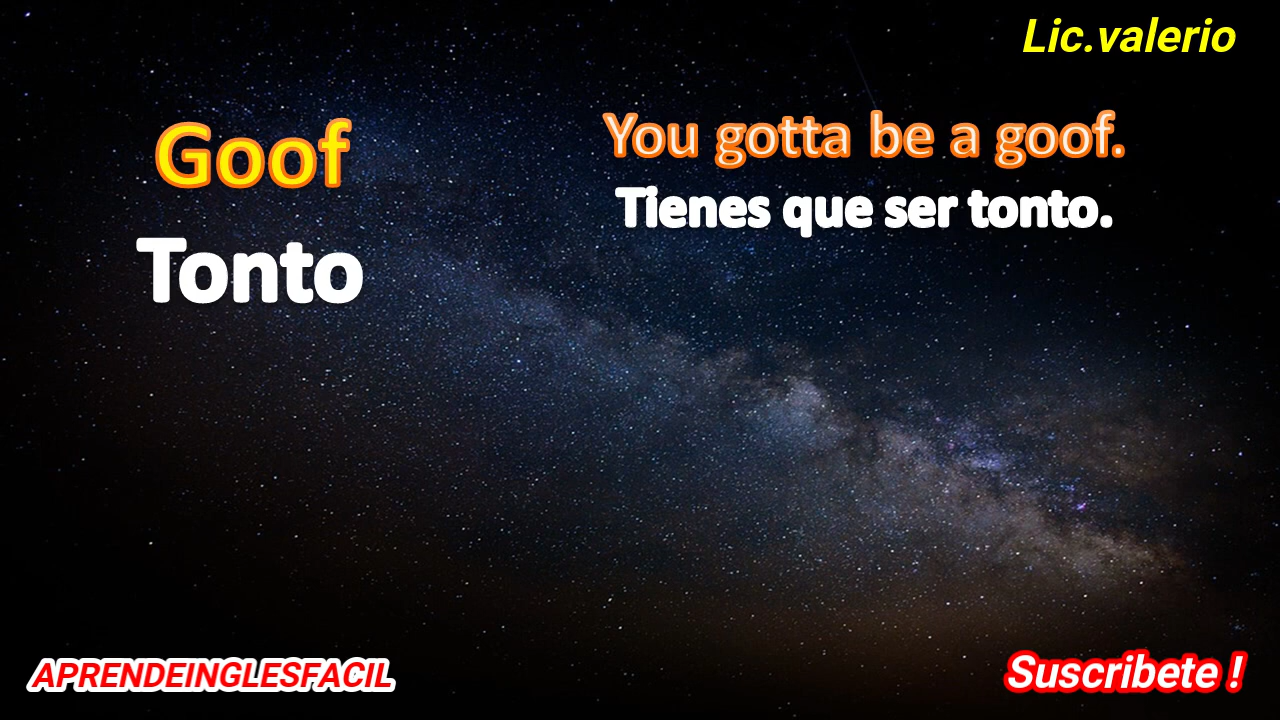 Lic.valerio
Goof
Tonto
You gotta be a goof.
Tienes que ser tonto.
APRENDEINGLESFACIL
Suscribete !